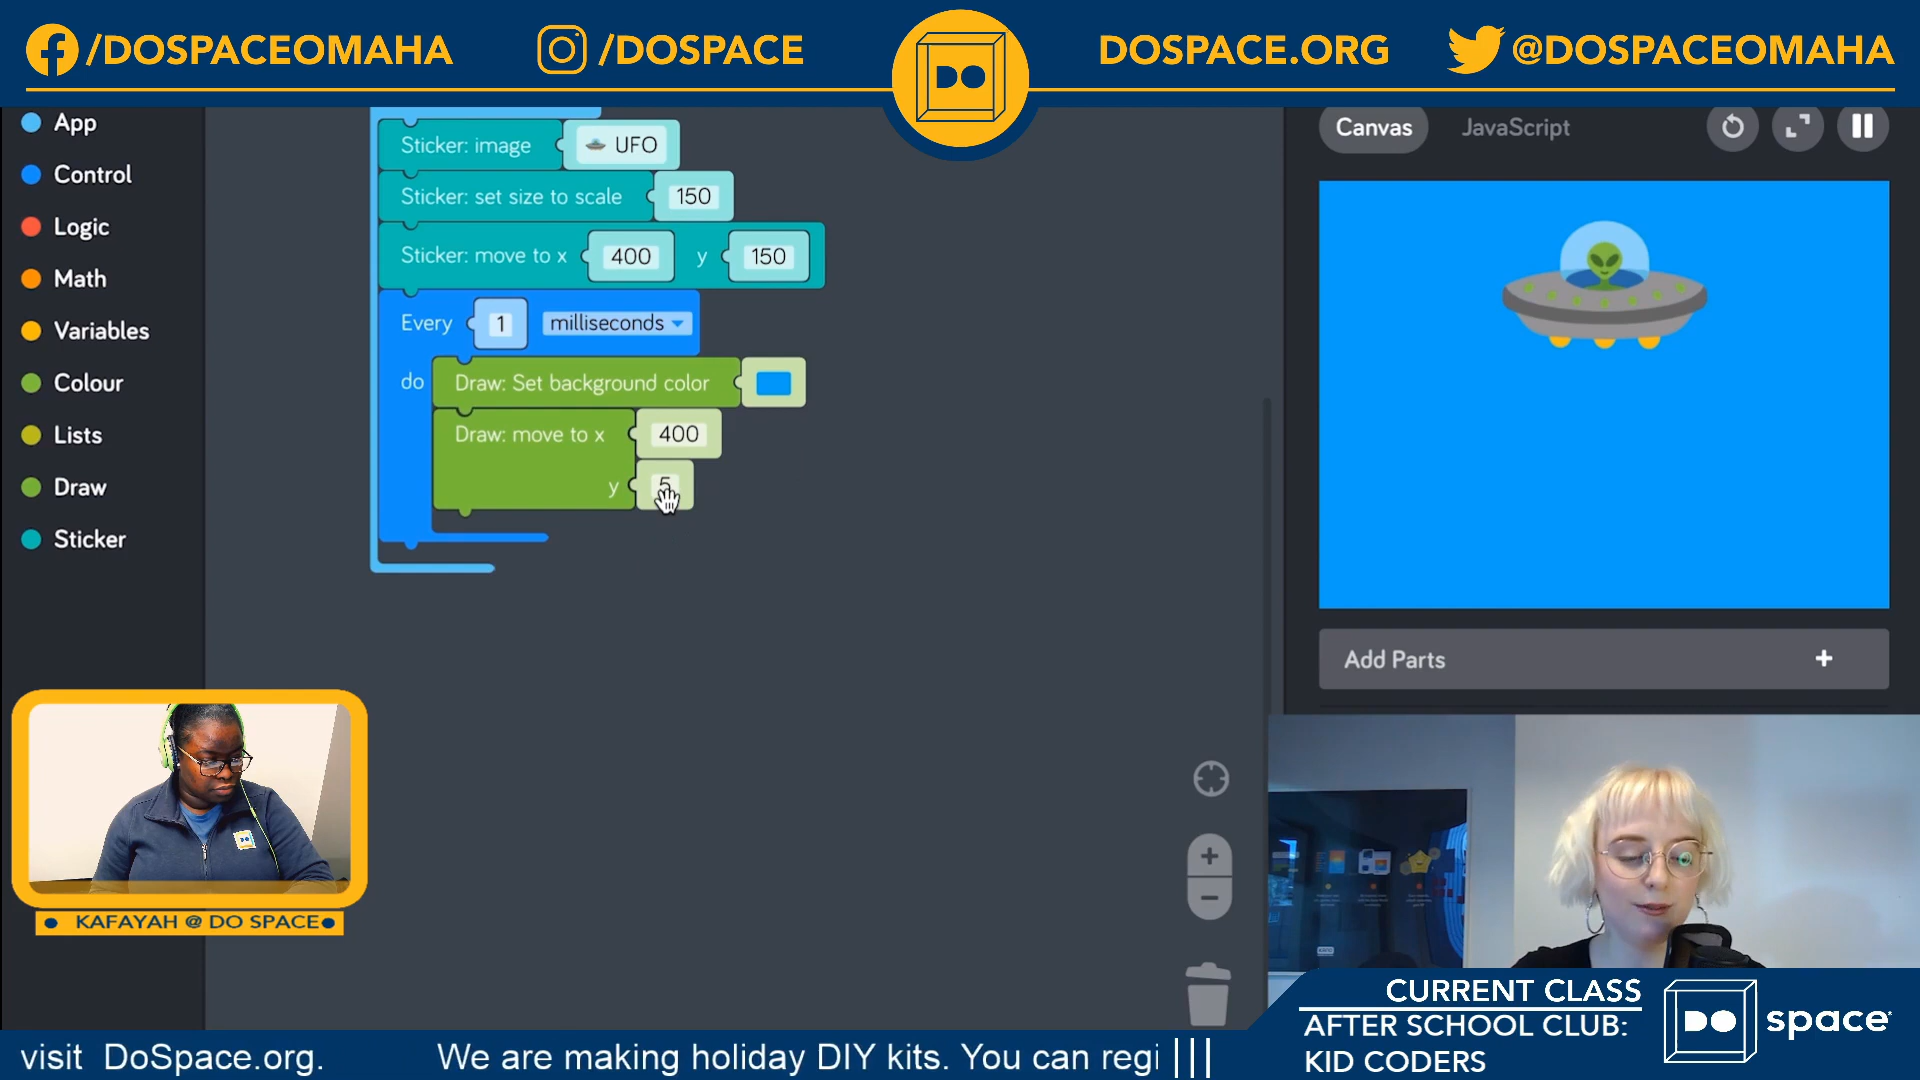 /DOSPACEOMAHA
/DOSPACE
DO
DOSPACE.ORG
@DOSPACEOMAHA
App
Control
Logic
Math
Variables
Colour
Lists
Draw
Sticker
Sticker: image UFO
Sticker: set size to scale 150
Sticker: move to x 400 y 150
Every 1 milliseconds
do Draw: Set background color
Draw: move to x 400
y 5
Canvas JavaScript
Add Parts +
KAFAYAH @ DO SPACE
CURRENT CLASS
AFTER SCHOOL CLUB:
KID CODERS
DO space
visit DoSpace.org. We are making holiday DIY kits. You can regi